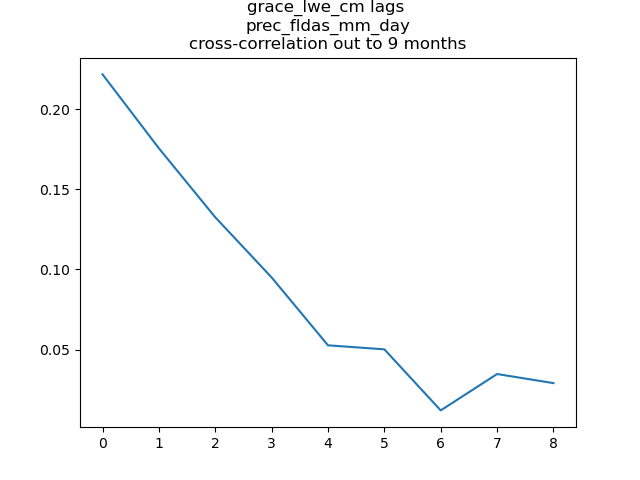 grace_lwe_cm lags
prec_fldas_mm_day
cross-correlation out to 9 months
0.20
0.15
0.10
0.05
0 1 2 3 4 5 6 7 8